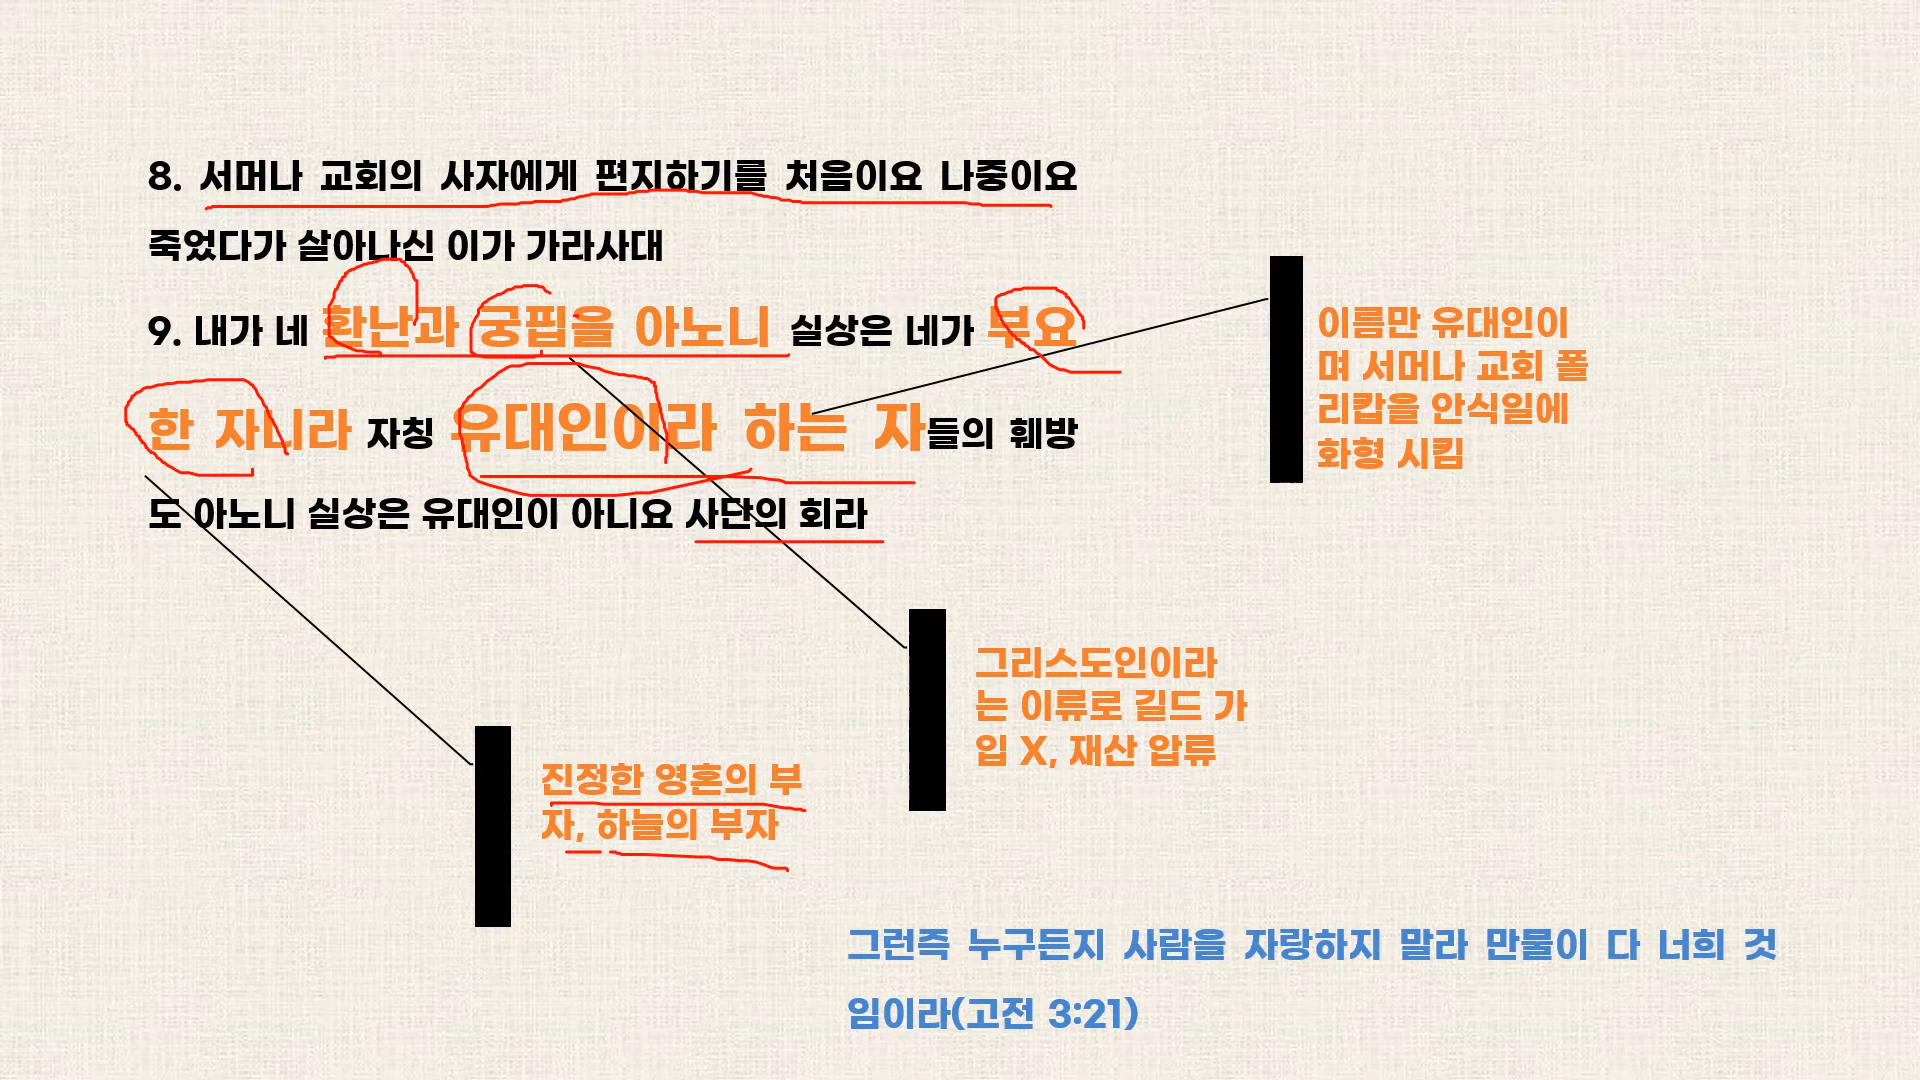 8. 서머나 교회의 사자에게 편지하기를 처음이요 나중이요
죽었다가 살아나신 이가 가라사대
9. 내가 네 환난과 궁핍을 아노니 실상은 네가 부요
한 자니라 자칭 유대인이라 하는 자들의 훼방
도 아노니 실상은 유대인이 아니요 사단의 회라
이름만 유대인이
며 서머나 교회 폴
리캅을 안식일에
화형 시킴
그리스도인이라
는 이류로 길드 가
입 X, 재산 압류
진정한 영혼의 부
자, 하늘의 부자
그런즉 누구든지 사람을 자랑하지 말라 만물이 다 너희 것
임이라(고전 3:21)